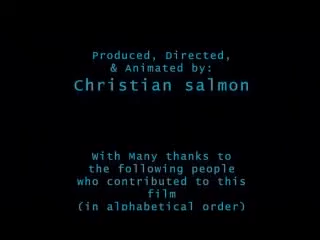 Produced, Directed,
& Animated by:
Christian salmon
With Many thanks to
the following people
who contributed to this
film
(in alphabetical order)